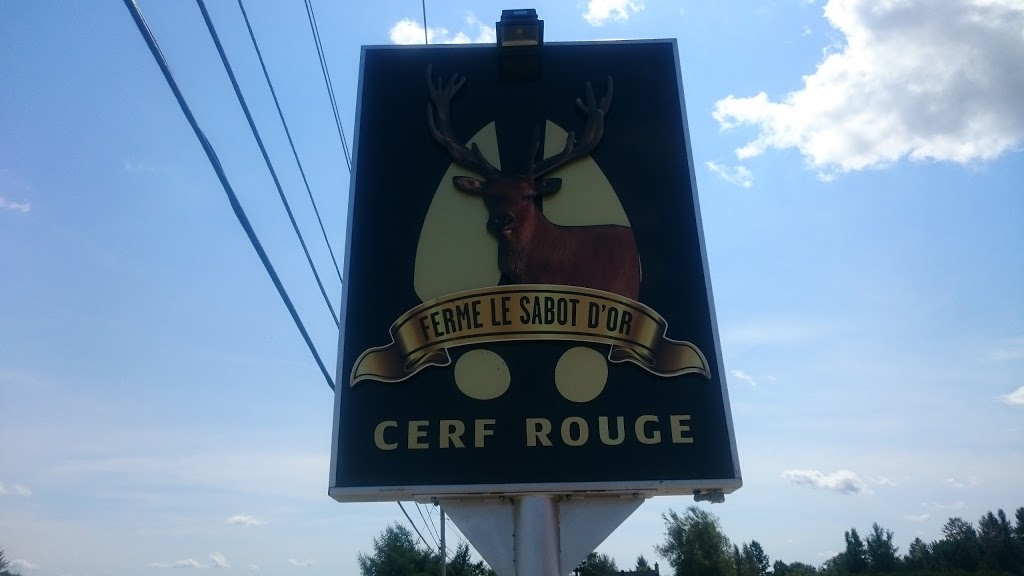 FERME LE SABOT D'OR
CERF ROUGE